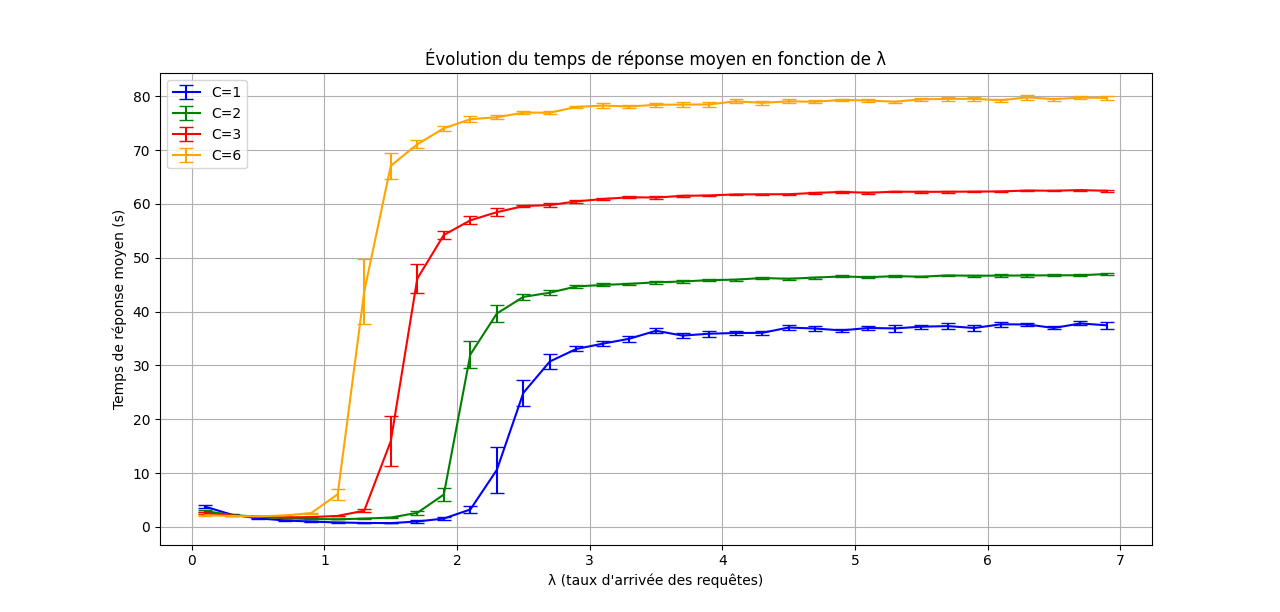 Évolution du temps de réponse moyen en fonction de λ
C=1
C=2
C=3
C=6
Temps de réponse moyen (s)
80
70
60
50
40
30
20
10
0
0 1 2 3 4 5 6 7
λ (taux d'arrivée des requêtes)